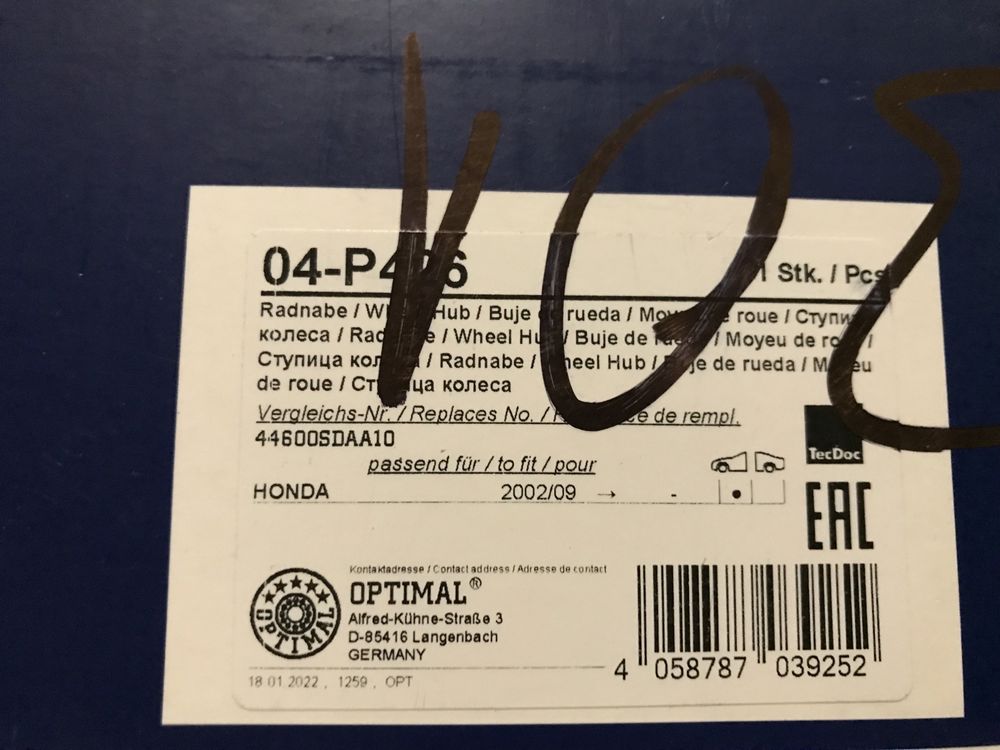 1 Stk. / Pcs
Radnabe / Wheel Hub / Buje de rueda / Moyeu de roue / Ступица
колеса / Radnabe / Wheel Hub / Buje de rueda / Moyeu de roue /
Ступица колеса / Radnabe / Wheel Hub / Buje de rueda / Moyeu
de roue / Ступица колеса
Vergleichs-Nr. / Replaces No. / Référence de rempl.
44600SDAA10
passend für / to fit / pour
HONDA 2002/09 → -
TecDoc
EAC
Kontaktadresse / Contact address / Adresse de contact
OPTIMAL®
Alfred-Kühne-Straße 3
D-85416 Langenbach
GERMANY
OPTIMAL
18.01.2022 , 1259 , OPT
4 058787 039252